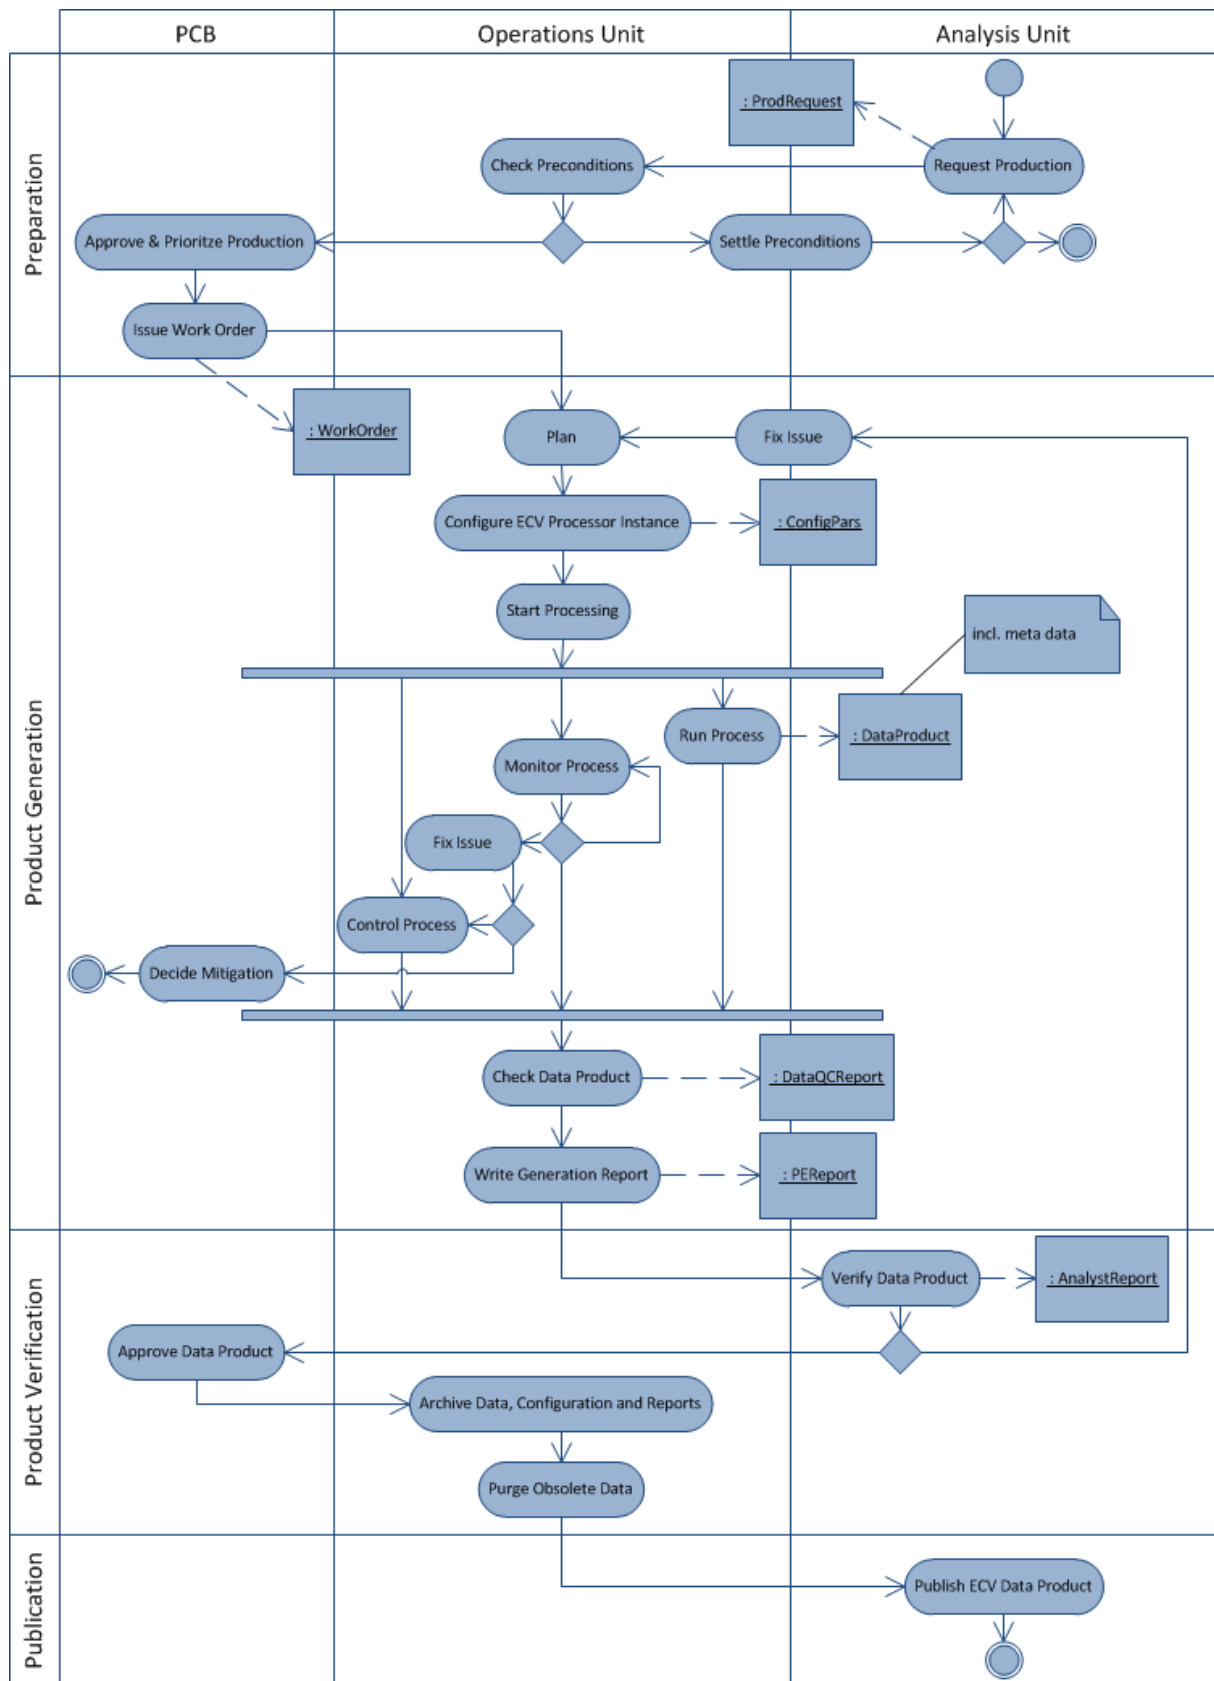 PCB
Operations Unit
Analysis Unit
Preparation
: ProdRequest
Check Preconditions
Request Production
Approve & Prioritze Production
Settle Preconditions
Issue Work Order
Product Generation
: WorkOrder
Plan
Fix Issue
Configure ECV Processor Instance
: ConfigPars
Start Processing
incl. meta data
Run Process
: DataProduct
Monitor Process
Fix Issue
Control Process
Decide Mitigation
Check Data Product
: DataQCReport
Write Generation Report
: PEReport
Product Verification
Verify Data Product
: AnalystReport
Approve Data Product
Archive Data, Configuration and Reports
Purge Obsolete Data
Publication
Publish ECV Data Product